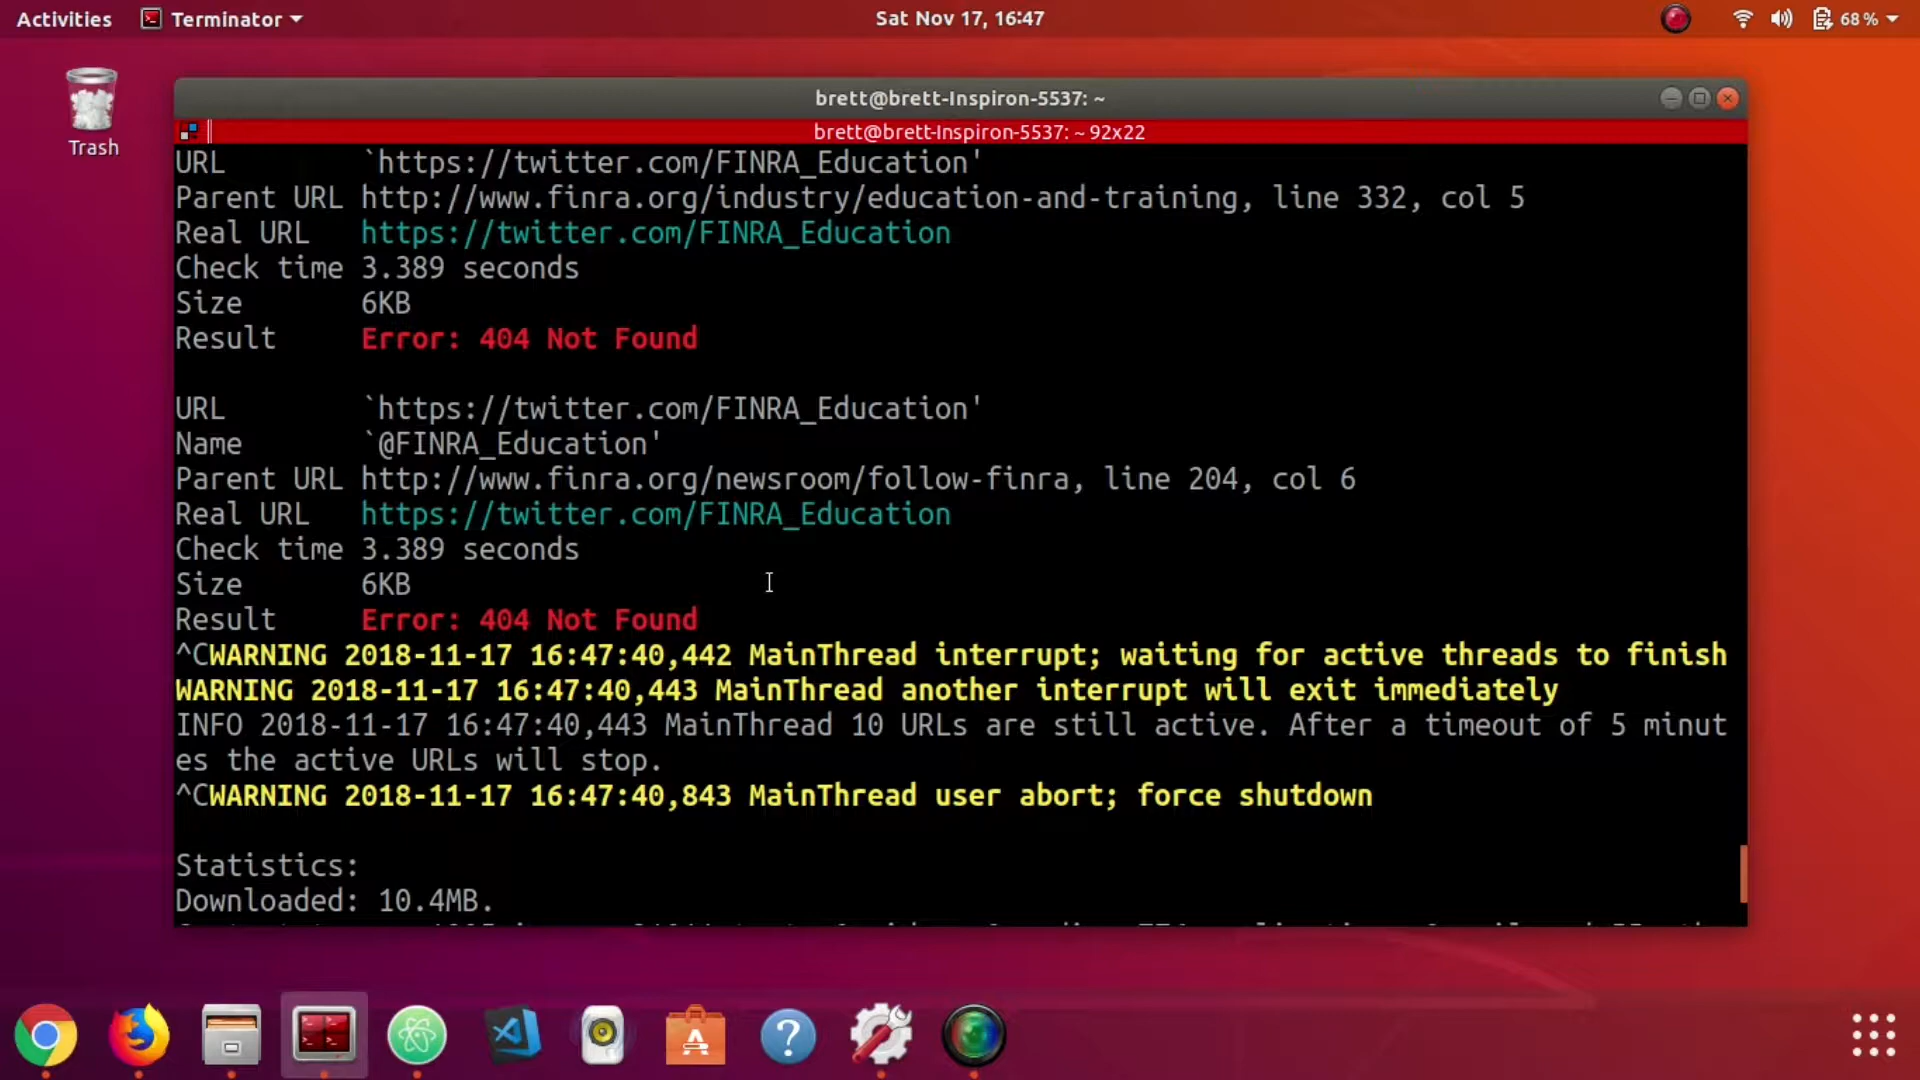 Activities Terminator Sat Nov 17, 16:47 68 %
Trash
brett@brett-Inspiron-5537: ~
brett@brett-Inspiron-5537: ~ 92x22
URL `https://twitter.com/FINRA_Education'
Parent URL http://www.finra.org/industry/education-and-training, line 332, col 5
Real URL https://twitter.com/FINRA_Education
Check time 3.389 seconds
Size 6KB
Result Error: 404 Not Found
URL `https://twitter.com/FINRA_Education'
Name `@FINRA_Education'
Parent URL http://www.finra.org/newsroom/follow-finra, line 204, col 6
Real URL https://twitter.com/FINRA_Education
Check time 3.389 seconds
Size 6KB
Result Error: 404 Not Found
^CWARNING 2018-11-17 16:47:40,442 MainThread interrupt; waiting for active threads to finish
WARNING 2018-11-17 16:47:40,443 MainThread another interrupt will exit immediately
INFO 2018-11-17 16:47:40,443 MainThread 10 URLs are still active. After a timeout of 5 minut
es the active URLs will stop.
^CWARNING 2018-11-17 16:47:40,843 MainThread user abort; force shutdown
Statistics:
Downloaded: 10.4MB.